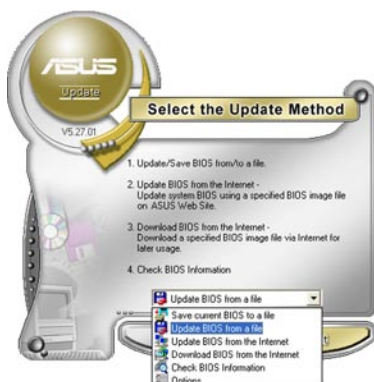 ASUS
Update
V5.27.01
Select the Update Method
1. Update/Save BIOS from/to a file.
2. Update BIOS from the Internet -
Update system BIOS using a specified BIOS image file
on ASUS Web Site.
3. Download BIOS from the Internet -
Download a specified BIOS image file via Internet for
later usage.
4. Check BIOS Information
Update BIOS from a file
Save current BIOS to a file
Update BIOS from a file
Update BIOS from the Internet
Download BIOS from the Internet
Check BIOS Information
Options